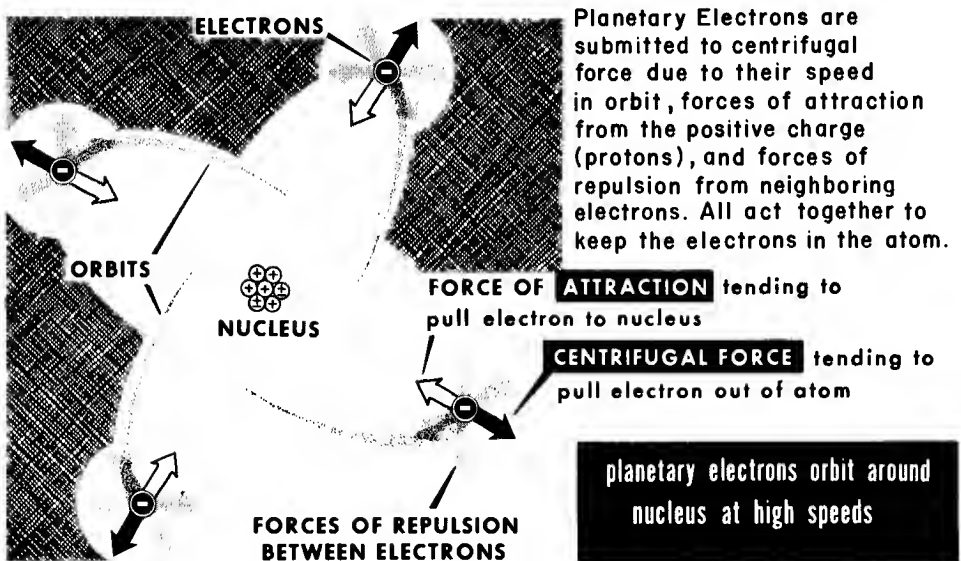 ELECTRONS
Planetary Electrons are
submitted to centrifugal
force due to their speed
in orbit, forces of attraction
from the positive charge
(protons), and forces of
repulsion from neighboring
electrons. All act together to
keep the electrons in the atom.
ORBITS
NUCLEUS
FORCE OF ATTRACTION tending to
pull electron to nucleus
CENTRIFUGAL FORCE tending to
pull electron out of atom
FORCES OF REPULSION
BETWEEN ELECTRONS
planetary electrons orbit around
nucleus at high speeds